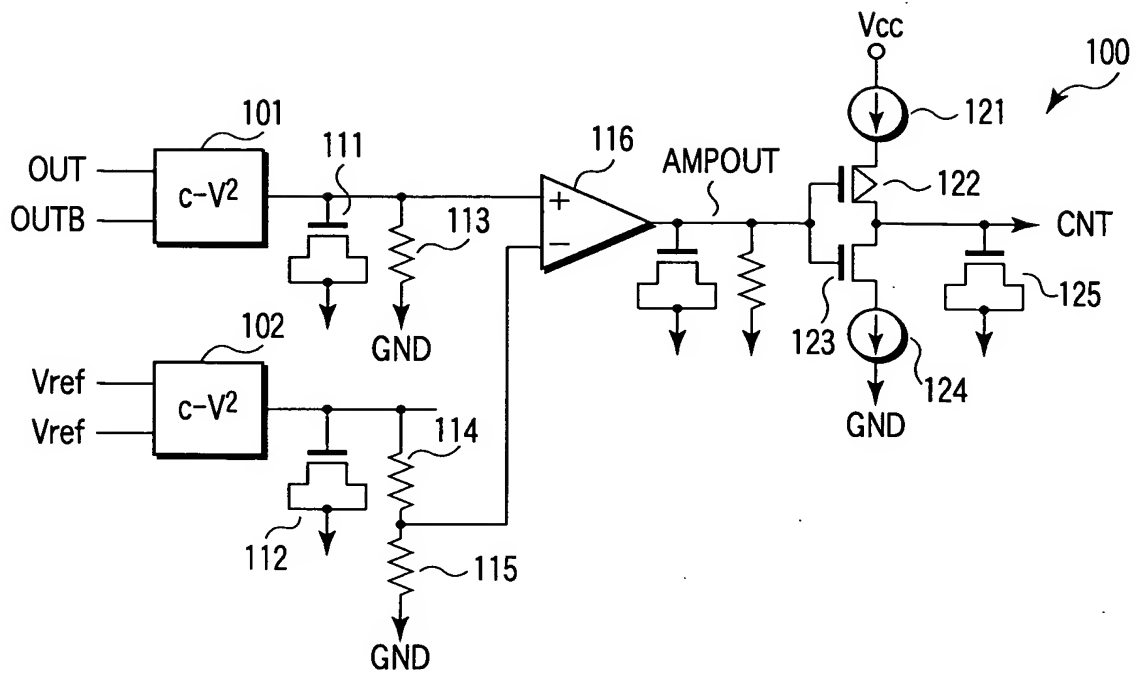 Vcc
100
121
101
111
116
AMPOUT
122
OUT
OUTB
c-V²
+
−
113
CNT
GND
123
125
102
124
Vref
Vref
c-V²
GND
114
112
115
GND